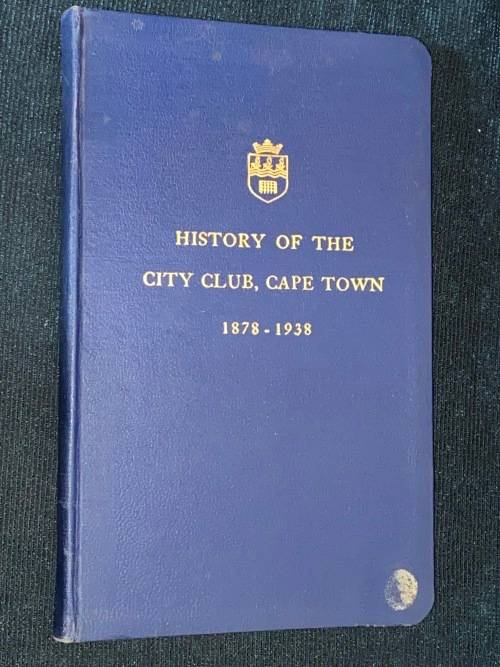 HISTORY OF THE
CITY CLUB, CAPE TOWN
1878 - 1938